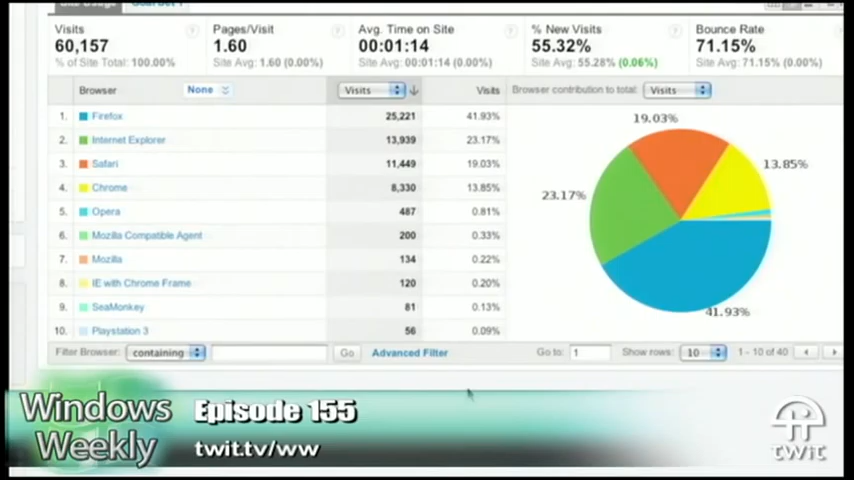 Visits Pages/Visit Avg. Time on Site % New Visits Bounce Rate
60,157 1.60 00:01:14 55.32% 71.15%
% of Site Total: 100.00% Site Avg: 1.60 (0.00%) Site Avg: 00:01:14 (0.00%) Site Avg: 55.28% (0.06%) Site Avg: 71.15% (0.00%)
Browser None Visits Visits Browser contribution to total: Visits
1. Firefox 25,221 41.93%
2. Internet Explorer 13,939 23.17%
3. Safari 11,449 19.03%
4. Chrome 8,330 13.85%
5. Opera 487 0.81%
6. Mozilla Compatible Agent 200 0.33%
7. Mozilla 134 0.22%
8. IE with Chrome Frame 120 0.20%
9. SeaMonkey 81 0.13%
10. Playstation 3 56 0.09%
19.03%
13.85%
23.17%
41.93%
Filter Browser: containing Go Advanced Filter Go to: 1 Show rows: 10 1 - 10 of 40
Windows
Weekly
Episode 155
twit.tv/ww
twit